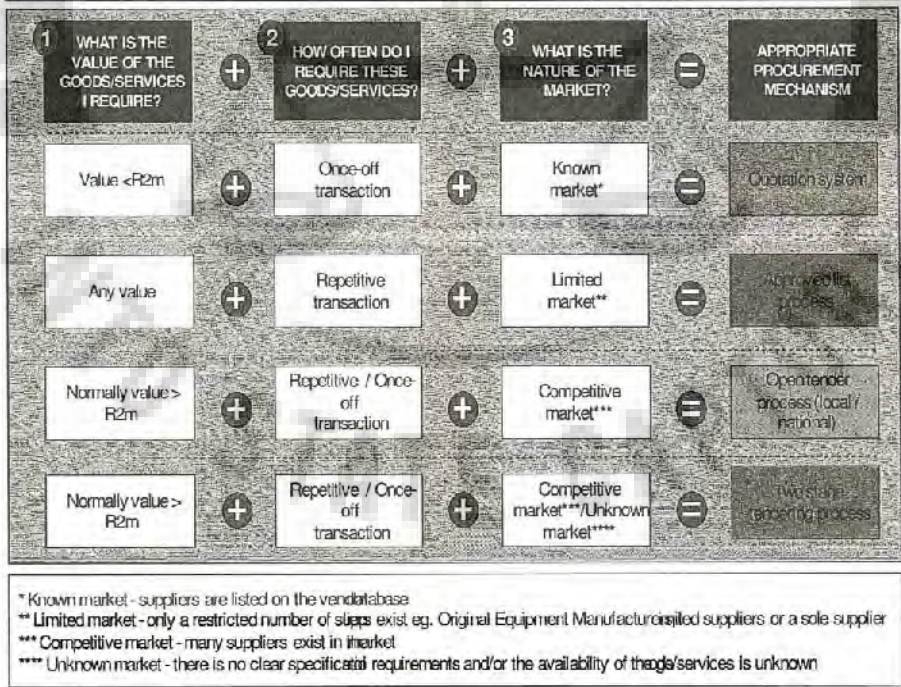 1
WHAT IS THE
VALUE OF THE
GOODS/SERVICES
I REQUIRE?
+
2
HOW OFTEN DO I
REQUIRE THESE
GOODS/SERVICES?
+
3
WHAT IS THE
NATURE OF THE
MARKET?
=
APPROPRIATE
PROCUREMENT
MECHANISM
Value <R2m
+
Once-off
transaction
+
Known
market*
=
Quotation system
Any value
+
Repetitive
transaction
+
Limited
market**
=
Approved list
process
Normally value >
R2m
+
Repetitive / Once-
off
transaction
+
Competitive
market***
=
Open tender
process (local /
national)
Normally value >
R2m
+
Repetitive / Once-
off
transaction
+
Competitive
market***/Unknown
market****
=
Two stage
tendering process
* Known market - suppliers are listed on the database
** Limited market - only a restricted number of exist eg. Original Equipment suppliers or a sole supplier
*** Competitive market - many suppliers exist in
**** Unknown market - there is no clear requirements and/or the availability of is unknown